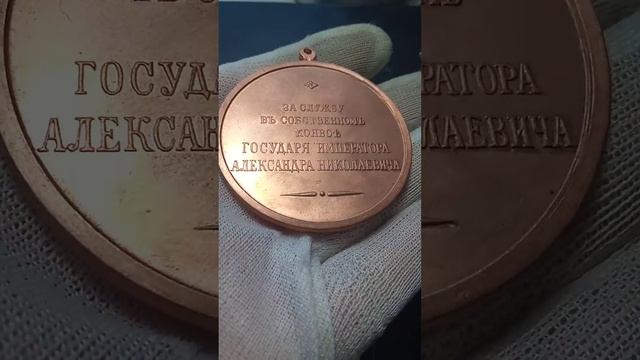 ЗА СЛУЖБУ
ВЪ СОБСТВЕННОМЪ
КОНВОѢ
ГОСУДАРЯ ИМПЕРАТОРА
АЛЕКСАНДРА НИКОЛАЕВИЧА